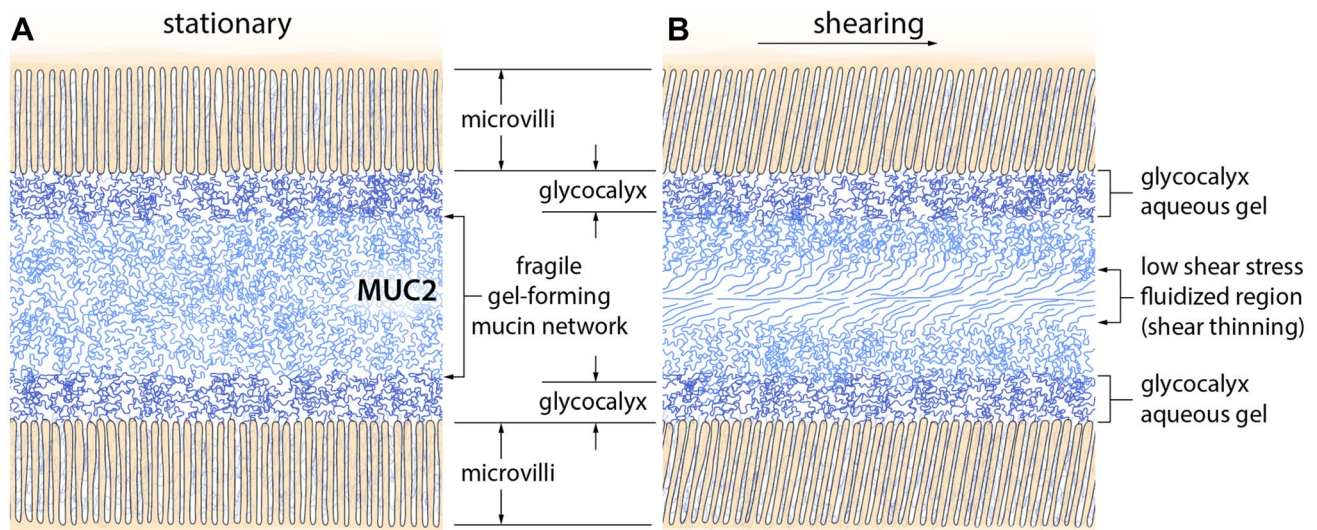 A
stationary
B
shearing
microvilli
glycocalyx
fragile
gel-forming
mucin network
MUC2
glycocalyx
microvilli
glycocalyx
aqueous gel
low shear stress
fluidized region
(shear thinning)
glycocalyx
aqueous gel